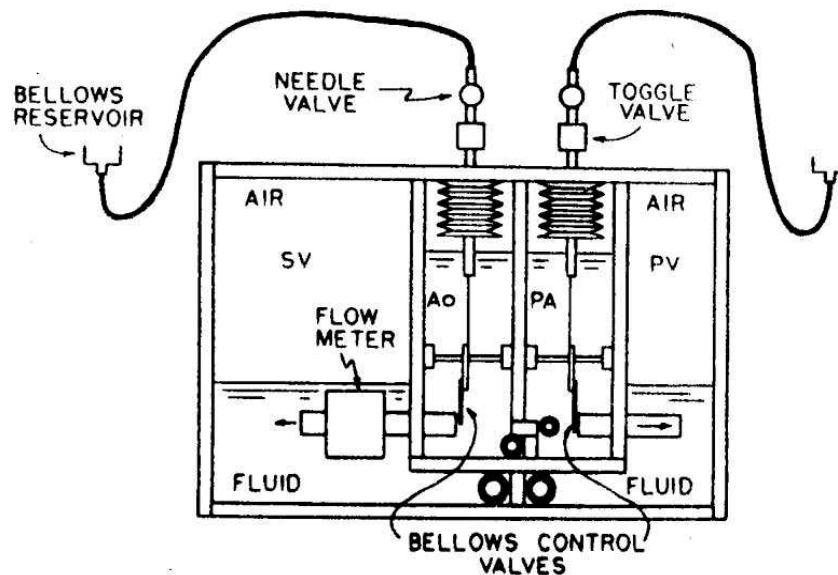 NEEDLE
VALVE
TOGGLE
VALVE
BELLOWS
RESERVOIR
AIR
AIR
SV
PV
Ao
PA
FLOW
METER
FLUID
FLUID
BELLOWS CONTROL
VALVES